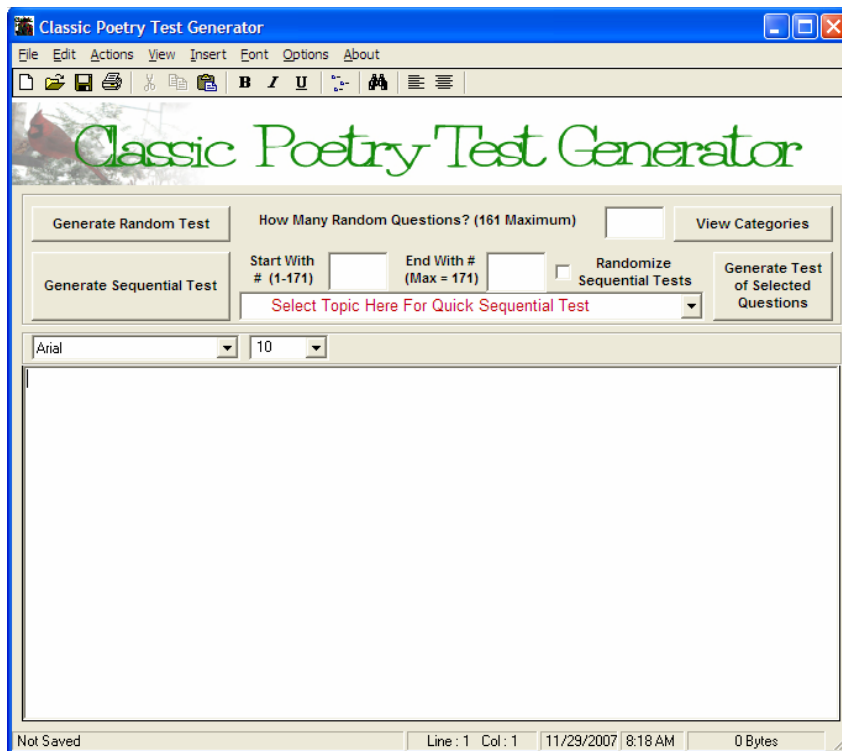 Classic Poetry Test Generator
File Edit Actions View Insert Font Options About
B I U
Classic Poetry Test Generator
Generate Random Test
How Many Random Questions? (161 Maximum)
View Categories
Generate Sequential Test
Start With
# (1-171)
End With #
(Max = 171)
Randomize
Sequential Tests
Generate Test
of Selected
Questions
Select Topic Here For Quick Sequential Test
Arial
10
Not Saved
Line : 1 Col : 1
11/29/2007
8:18 AM
0 Bytes